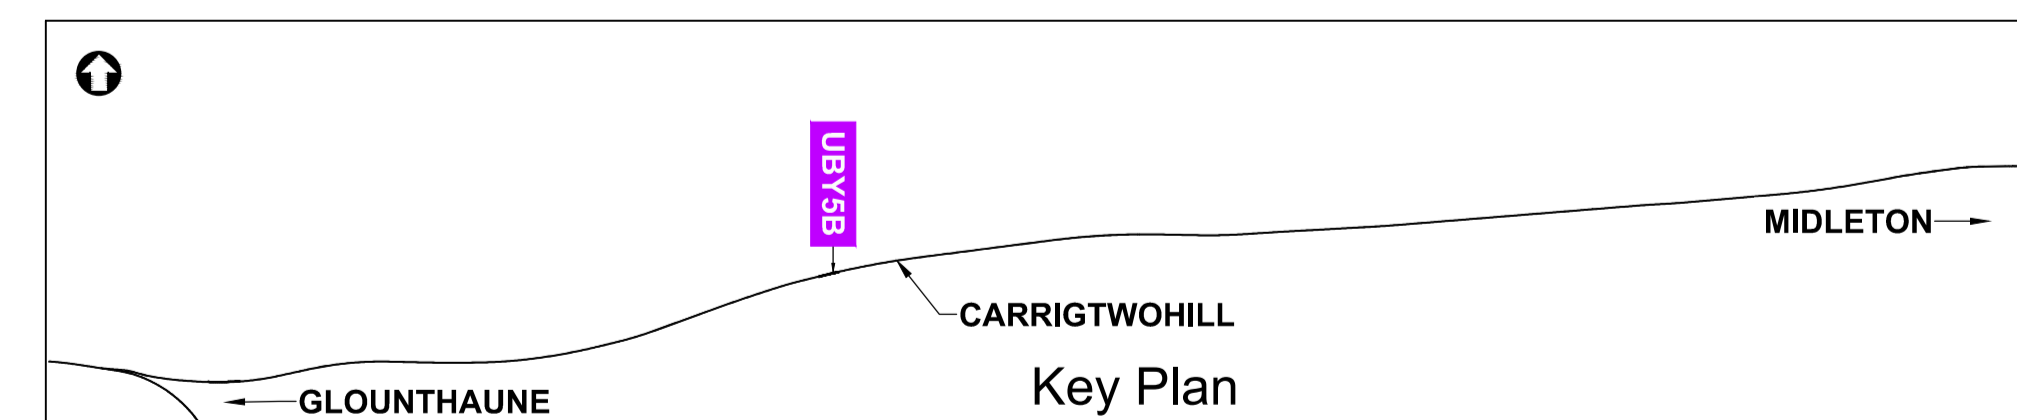 UBY5B
MIDLETON
CARRIGTWOHILL
Key Plan
GLOUNTHAUNE